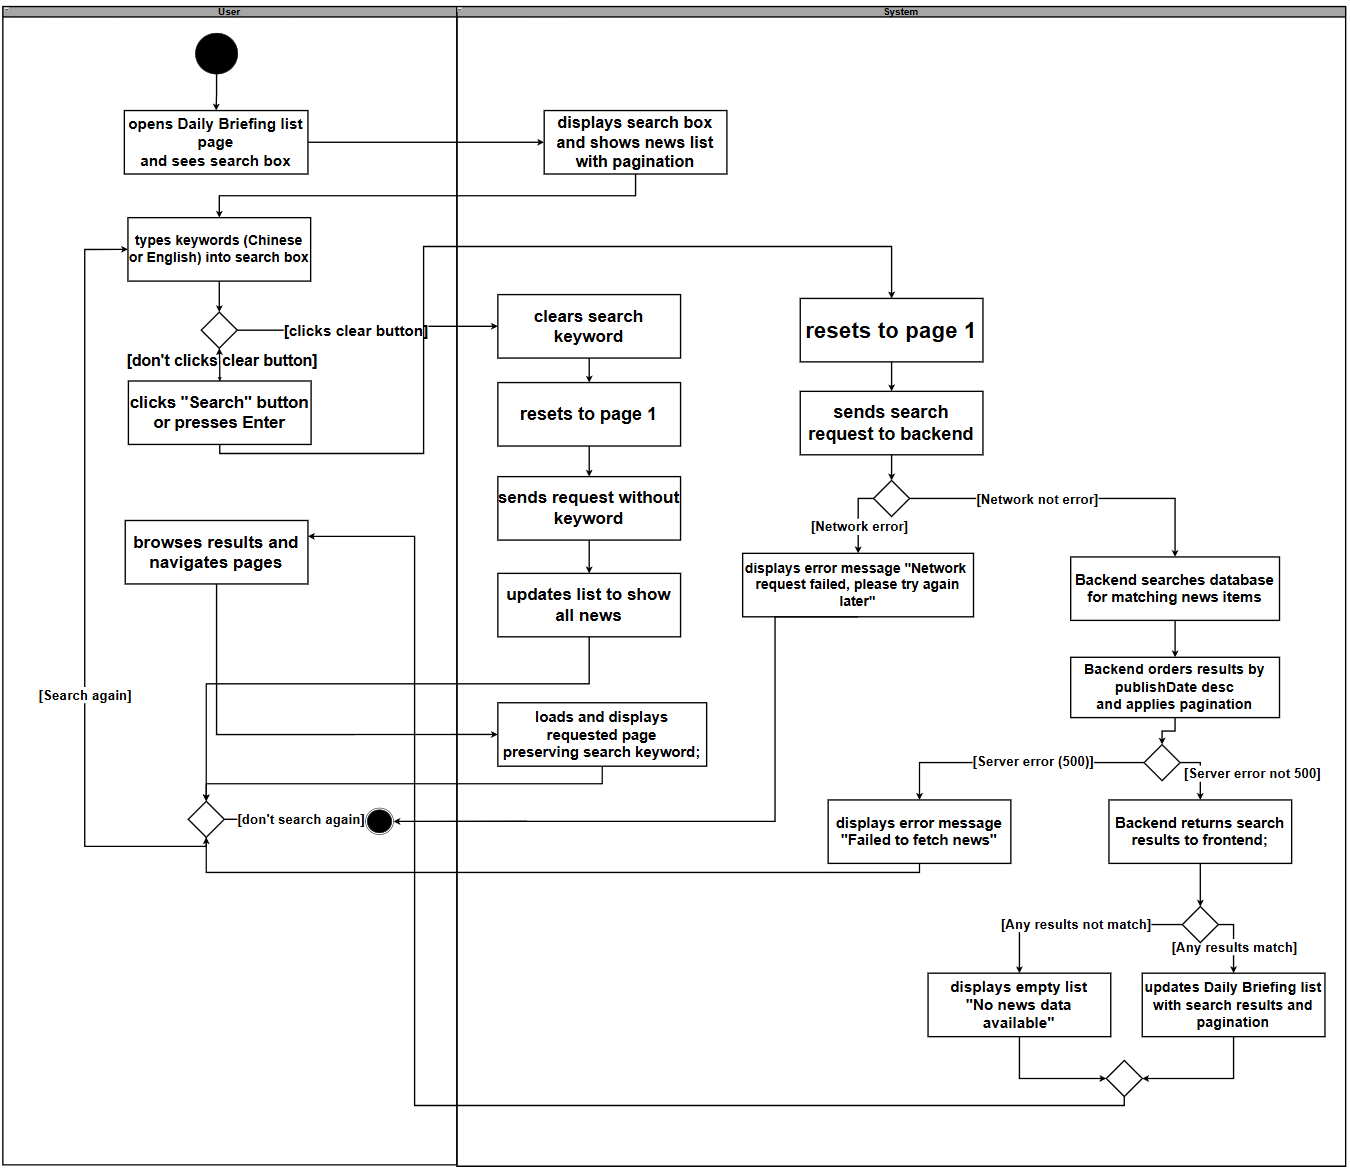 User
System
opens Daily Briefing list
page
and sees search box
displays search box
and shows news list
with pagination
types keywords (Chinese
or English) into search box
[clicks clear button]
[don't clicks clear button]
clicks "Search" button
or presses Enter
clears search
keyword
resets to page 1
sends request without
keyword
updates list to show
all news
resets to page 1
sends search
request to backend
[Network not error]
[Network error]
displays error message "Network
request failed, please try again
later"
Backend searches database
for matching news items
Backend orders results by
publishDate desc
and applies pagination
browses results and
navigates pages
[Search again]
loads and displays
requested page
preserving search keyword;
[Server error (500)]
[Server error not 500]
[don't search again]
displays error message
"Failed to fetch news"
Backend returns search
results to frontend;
[Any results not match]
[Any results match]
displays empty list
"No news data
available"
updates Daily Briefing list
with search results and
pagination